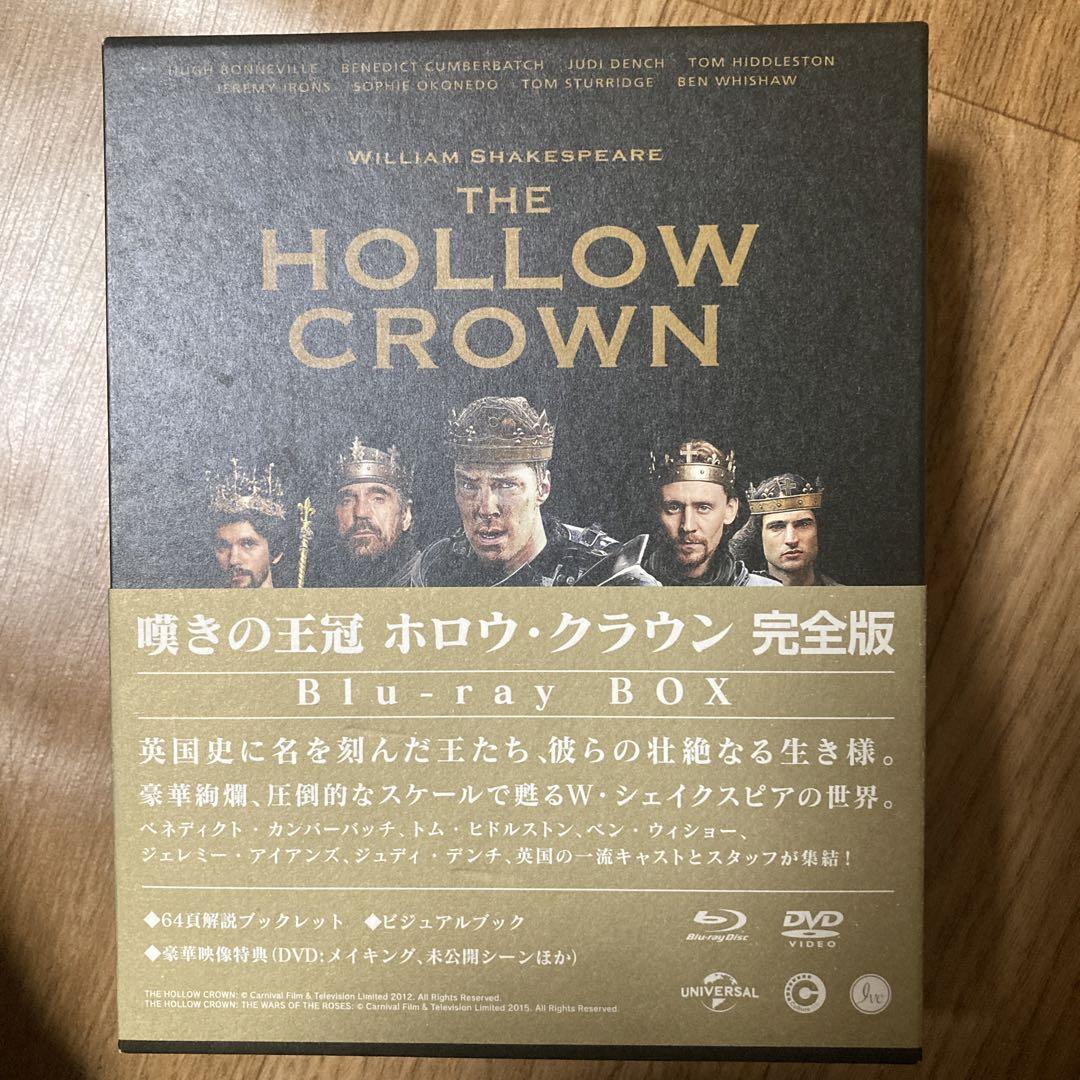 HUGH BONNEVILLE BENEDICT CUMBERBATCH JUDI DENCH TOM HIDDLESTON
JEREMY IRONS SOPHIE OKONEDO TOM STURRIDGE BEN WHISHAW
WILLIAM SHAKESPEARE
THE
HOLLOW
CROWN
嘆きの王冠 ホロウ・クラウン 完全版
Blu-ray BOX
英国史に名を刻んだ王たち、彼らの壮絶なる生き様。
豪華絢爛、圧倒的なスケールで甦るW・シェイクスピアの世界。
ベネディクト・カンバーバッチ、トム・ヒドルストン、ベン・ウィショー、
ジェレミー・アイアンズ、ジュディ・デンチ、英国の一流キャストとスタッフが集結！
◆64頁解説ブックレット ◆ビジュアルブック
◆豪華映像特典（DVD:メイキング、未公開シーンほか）
Blu-ray Disc DVD VIDEO
UNIVERSAL C Culture Ivc
THE HOLLOW CROWN: © Carnival Film & Television Limited 2012. All Rights Reserved.
THE HOLLOW CROWN: THE WARS OF THE ROSES: © Carnival Film & Television Limited 2015. All Rights Reserved.